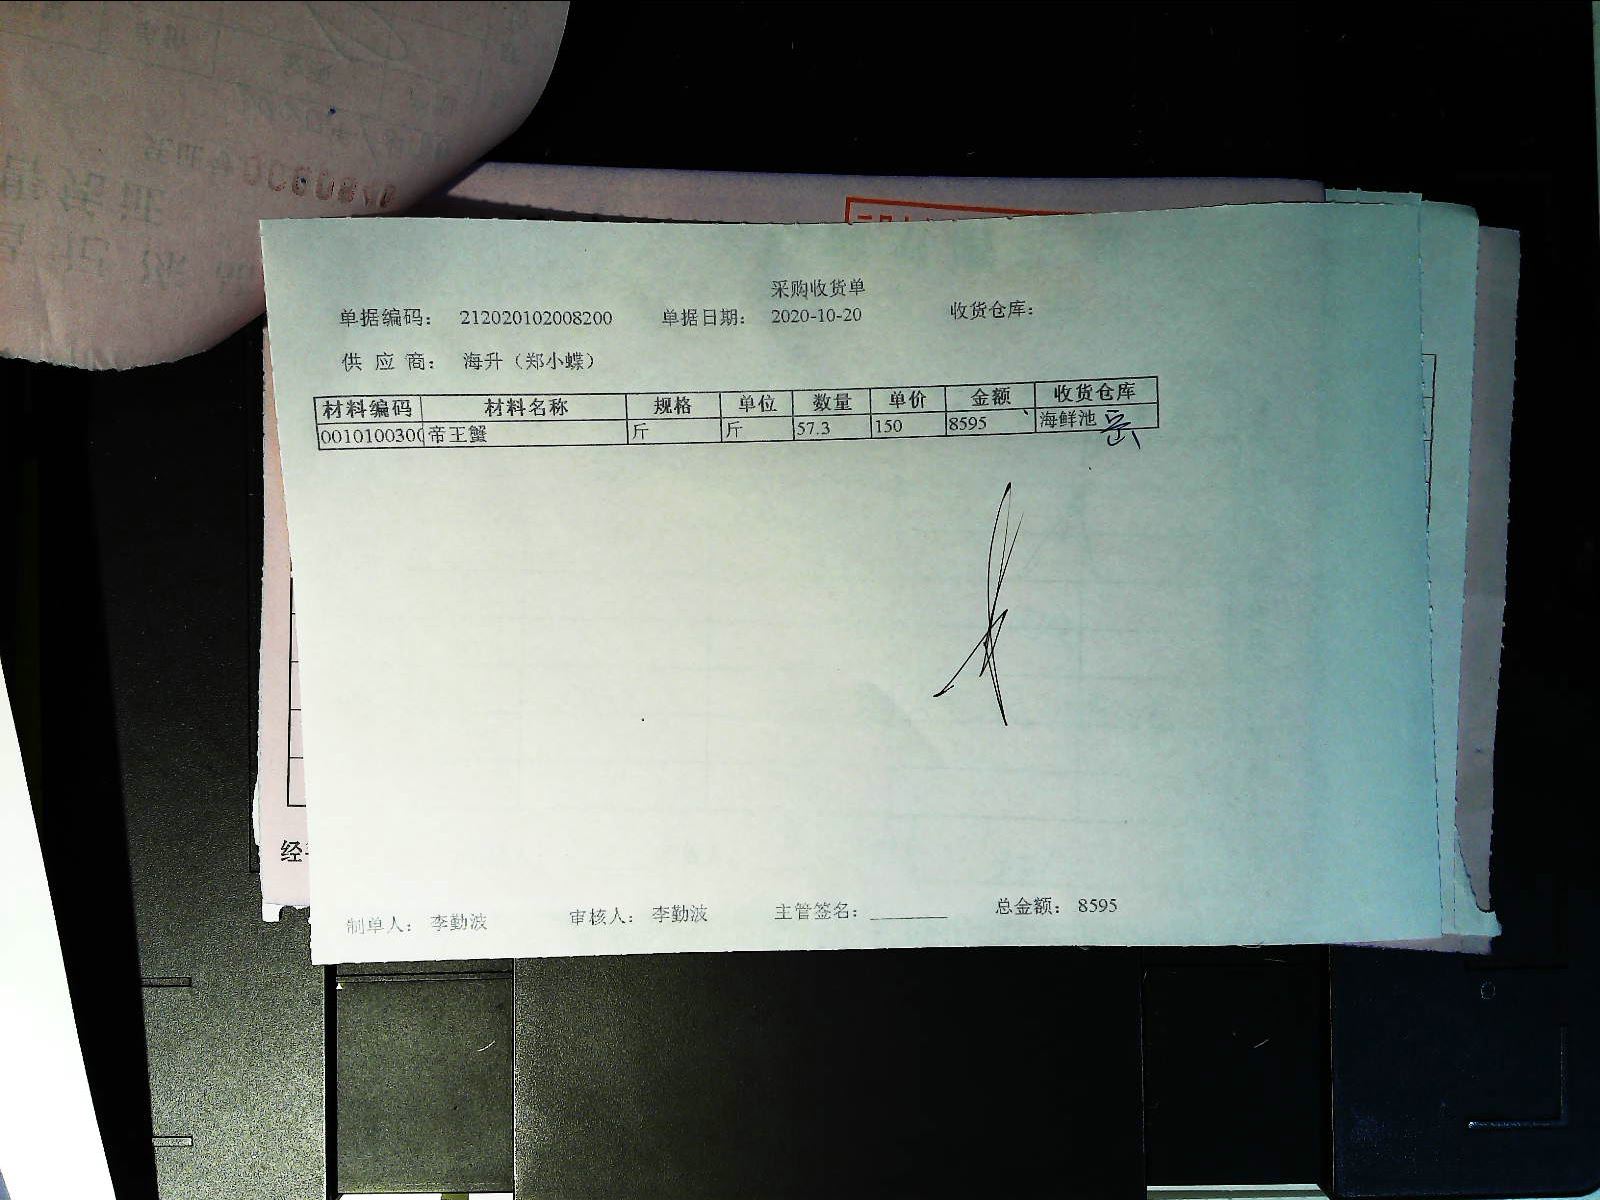 采购收货单
单据编码： 212020102008200 单据日期： 2020-10-20 收货仓库：
供 应 商： 海升（郑小蝶）
材料编码 材料名称 规格 单位 数量 单价 金额 收货仓库
0010100300 帝王蟹 斤 斤 57.3 150 8595 海鲜池
经
制单人： 李勤波 审核人： 李勤波 主管签名：________ 总金额： 8595